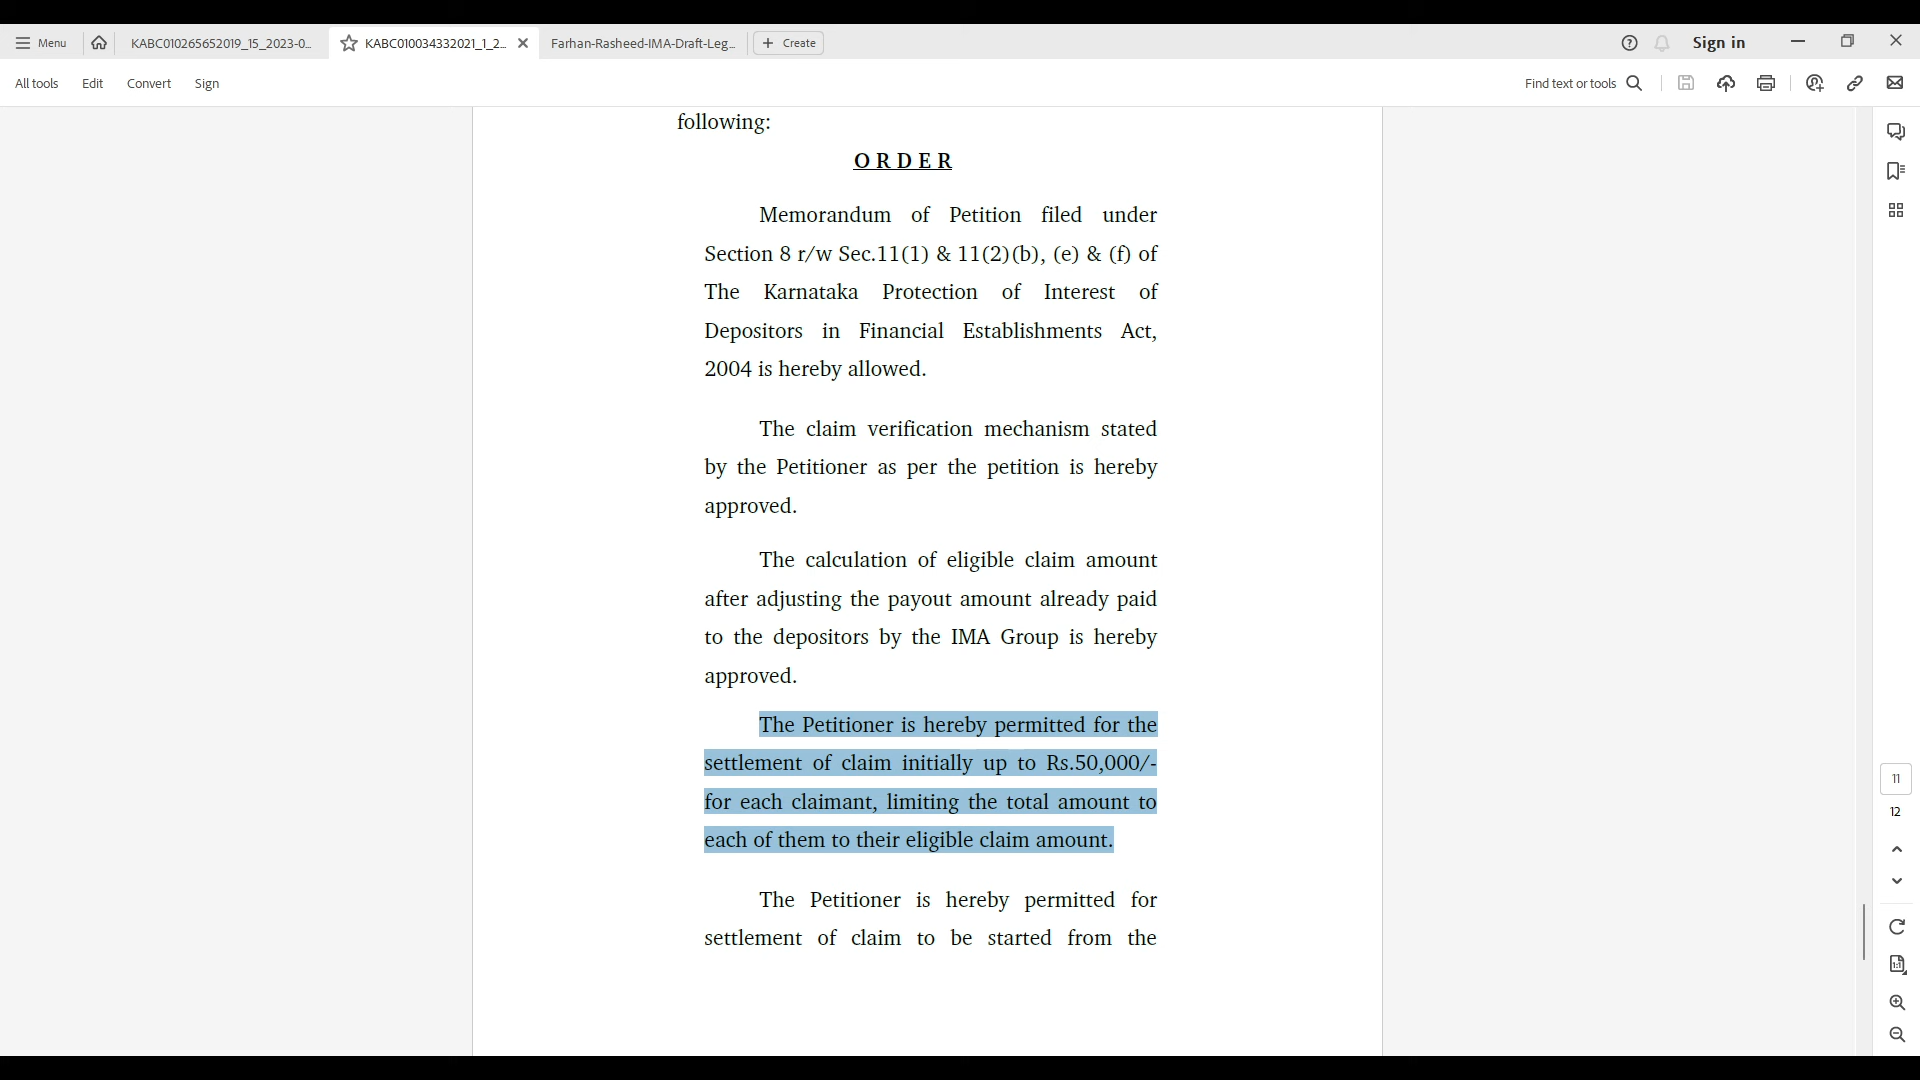 Menu
KABC010265652019_15_2023-0...
KABC010034332021_1_2...
Farhan-Rasheed-IMA-Draft-Leg...
Create
Sign in
All tools
Edit
Convert
Sign
Find text or tools
following:
O R D E R
Memorandum of Petition filed under
Section 8 r/w Sec.11(1) & 11(2)(b), (e) & (f) of
The Karnataka Protection of Interest of
Depositors in Financial Establishments Act,
2004 is hereby allowed.
The claim verification mechanism stated
by the Petitioner as per the petition is hereby
approved.
The calculation of eligible claim amount
after adjusting the payout amount already paid
to the depositors by the IMA Group is hereby
approved.
The Petitioner is hereby permitted for the
settlement of claim initially up to Rs.50,000/-
for each claimant, limiting the total amount to
each of them to their eligible claim amount.
The Petitioner is hereby permitted for
settlement of claim to be started from the
11
12